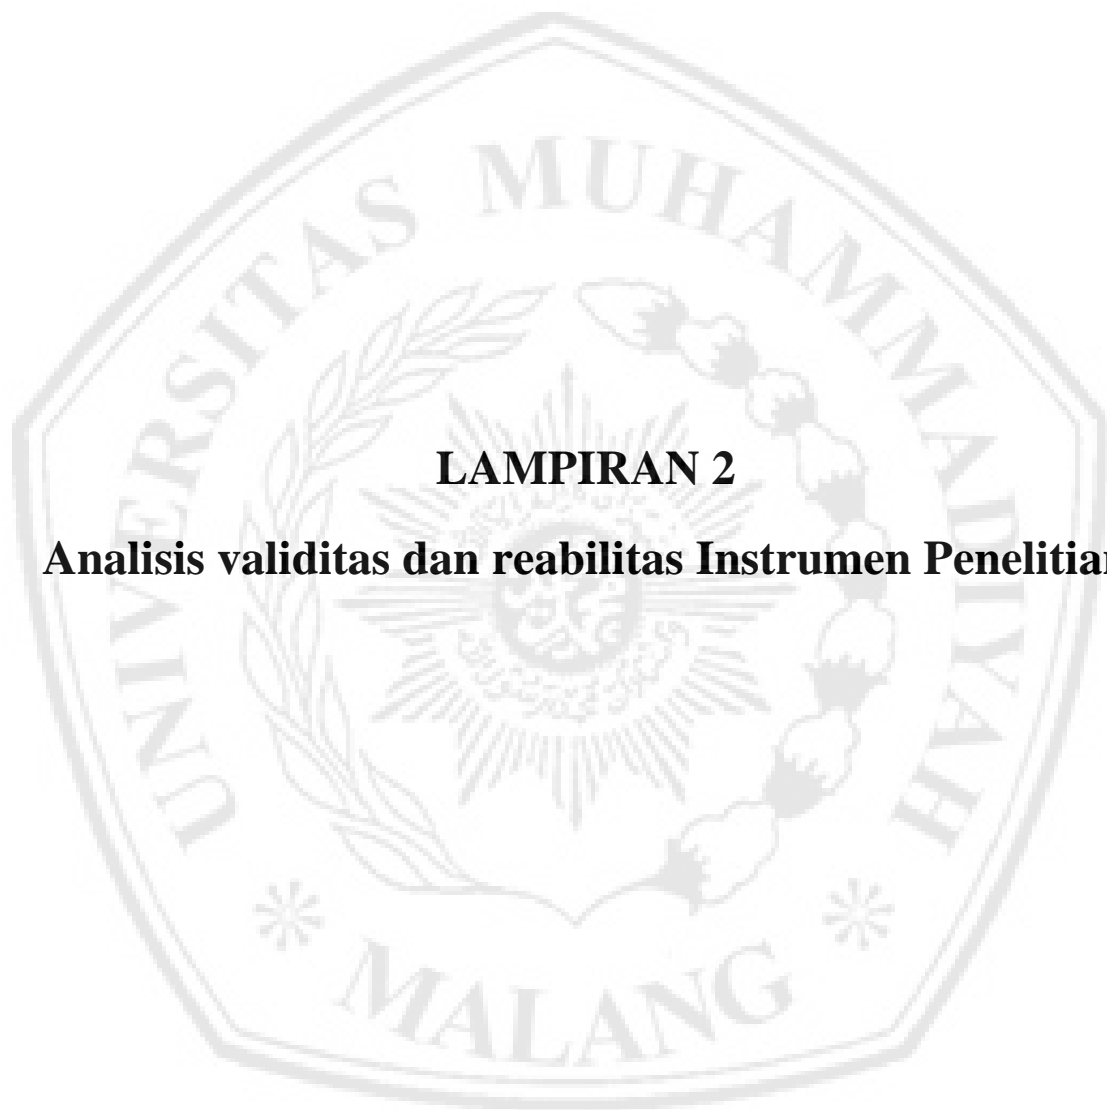 UNIVERSITAS MUHAMMADIYAH
LAMPIRAN 2
Analisis validitas dan reabilitas Instrumen Penelitian
MALANG